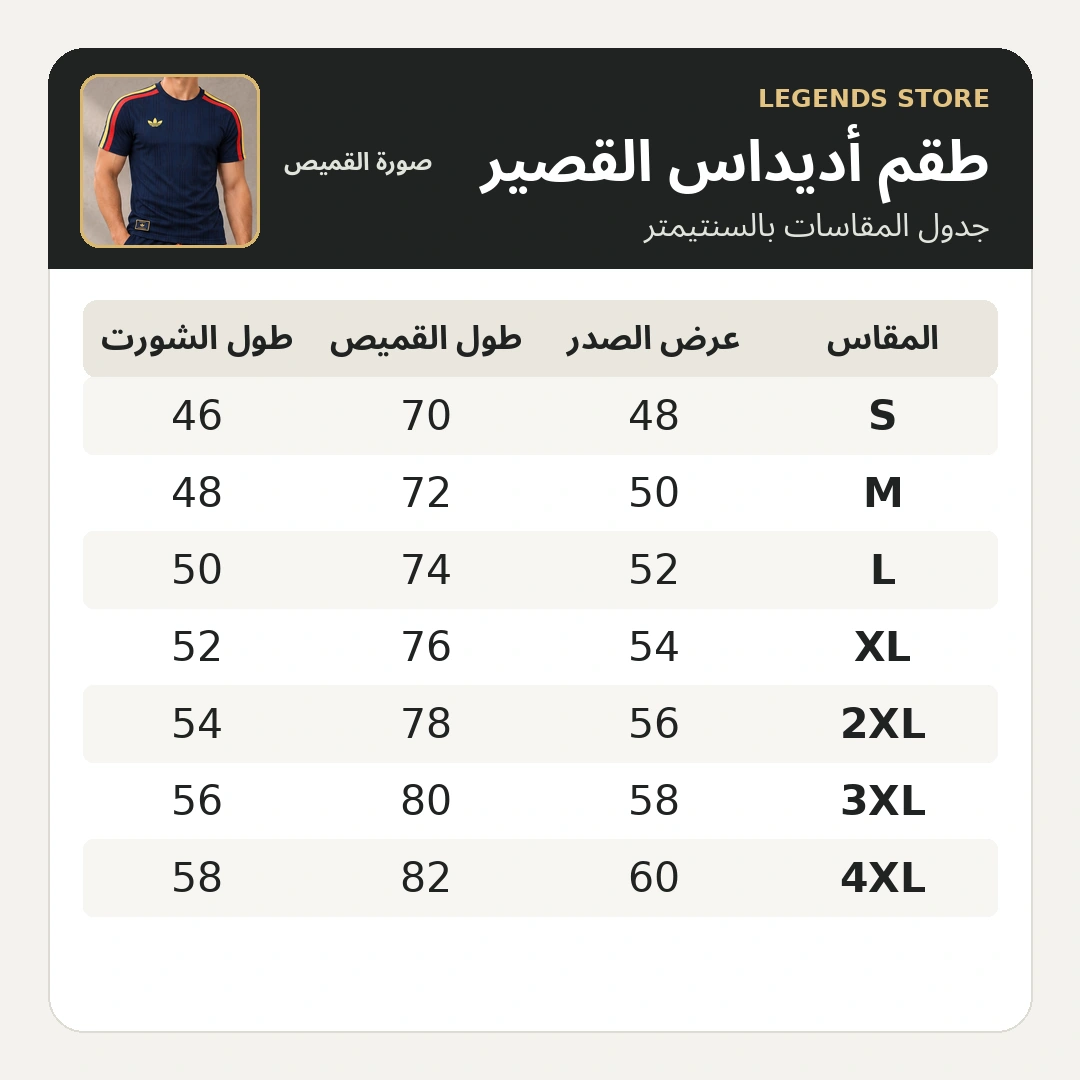 LEGENDS STORE
طقم أديداس القصير
صورة القميص
جدول المقاسات بالسنتيمتر
المقاس عرض الصدر طول القميص طول الشورت
S 48 70 46
M 50 72 48
L 52 74 50
XL 54 76 52
2XL 56 78 54
3XL 58 80 56
4XL 60 82 58